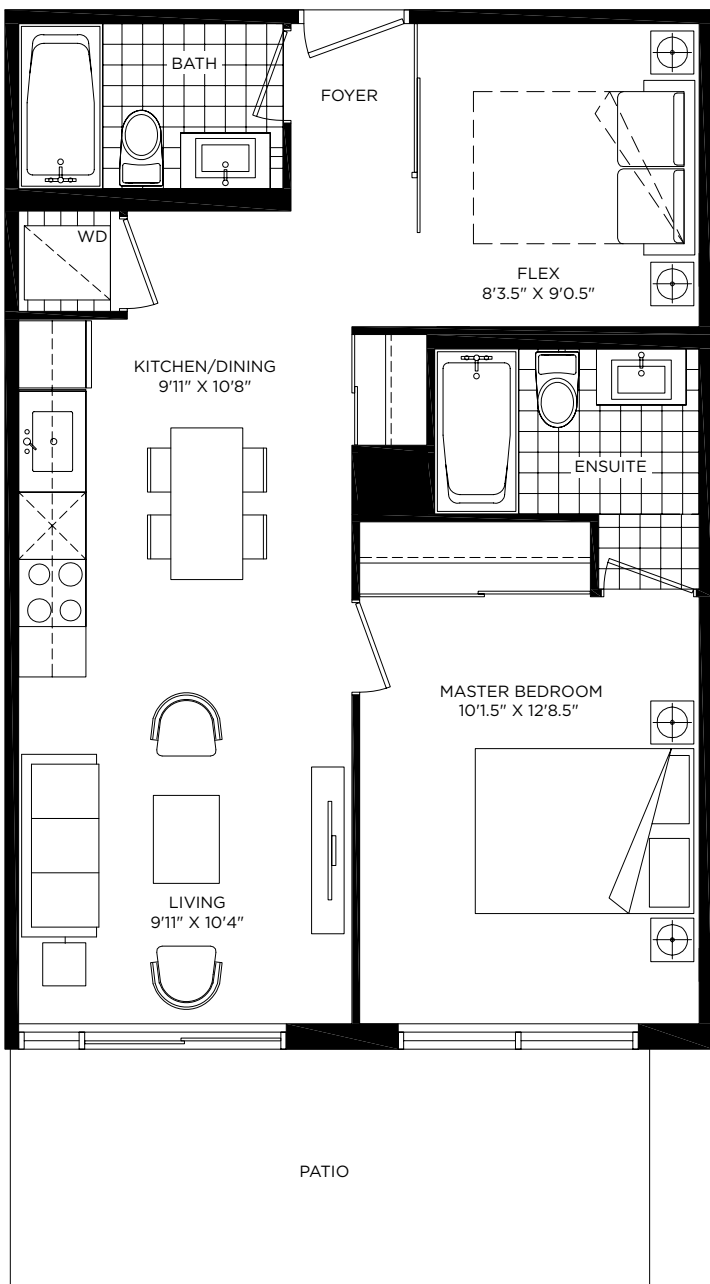 BATH
FOYER
WD
FLEX
8'3.5" X 9'0.5"
KITCHEN/DINING
9'11" X 10'8"
ENSUITE
MASTER BEDROOM
10'1.5" X 12'8.5"
LIVING
9'11" X 10'4"
PATIO